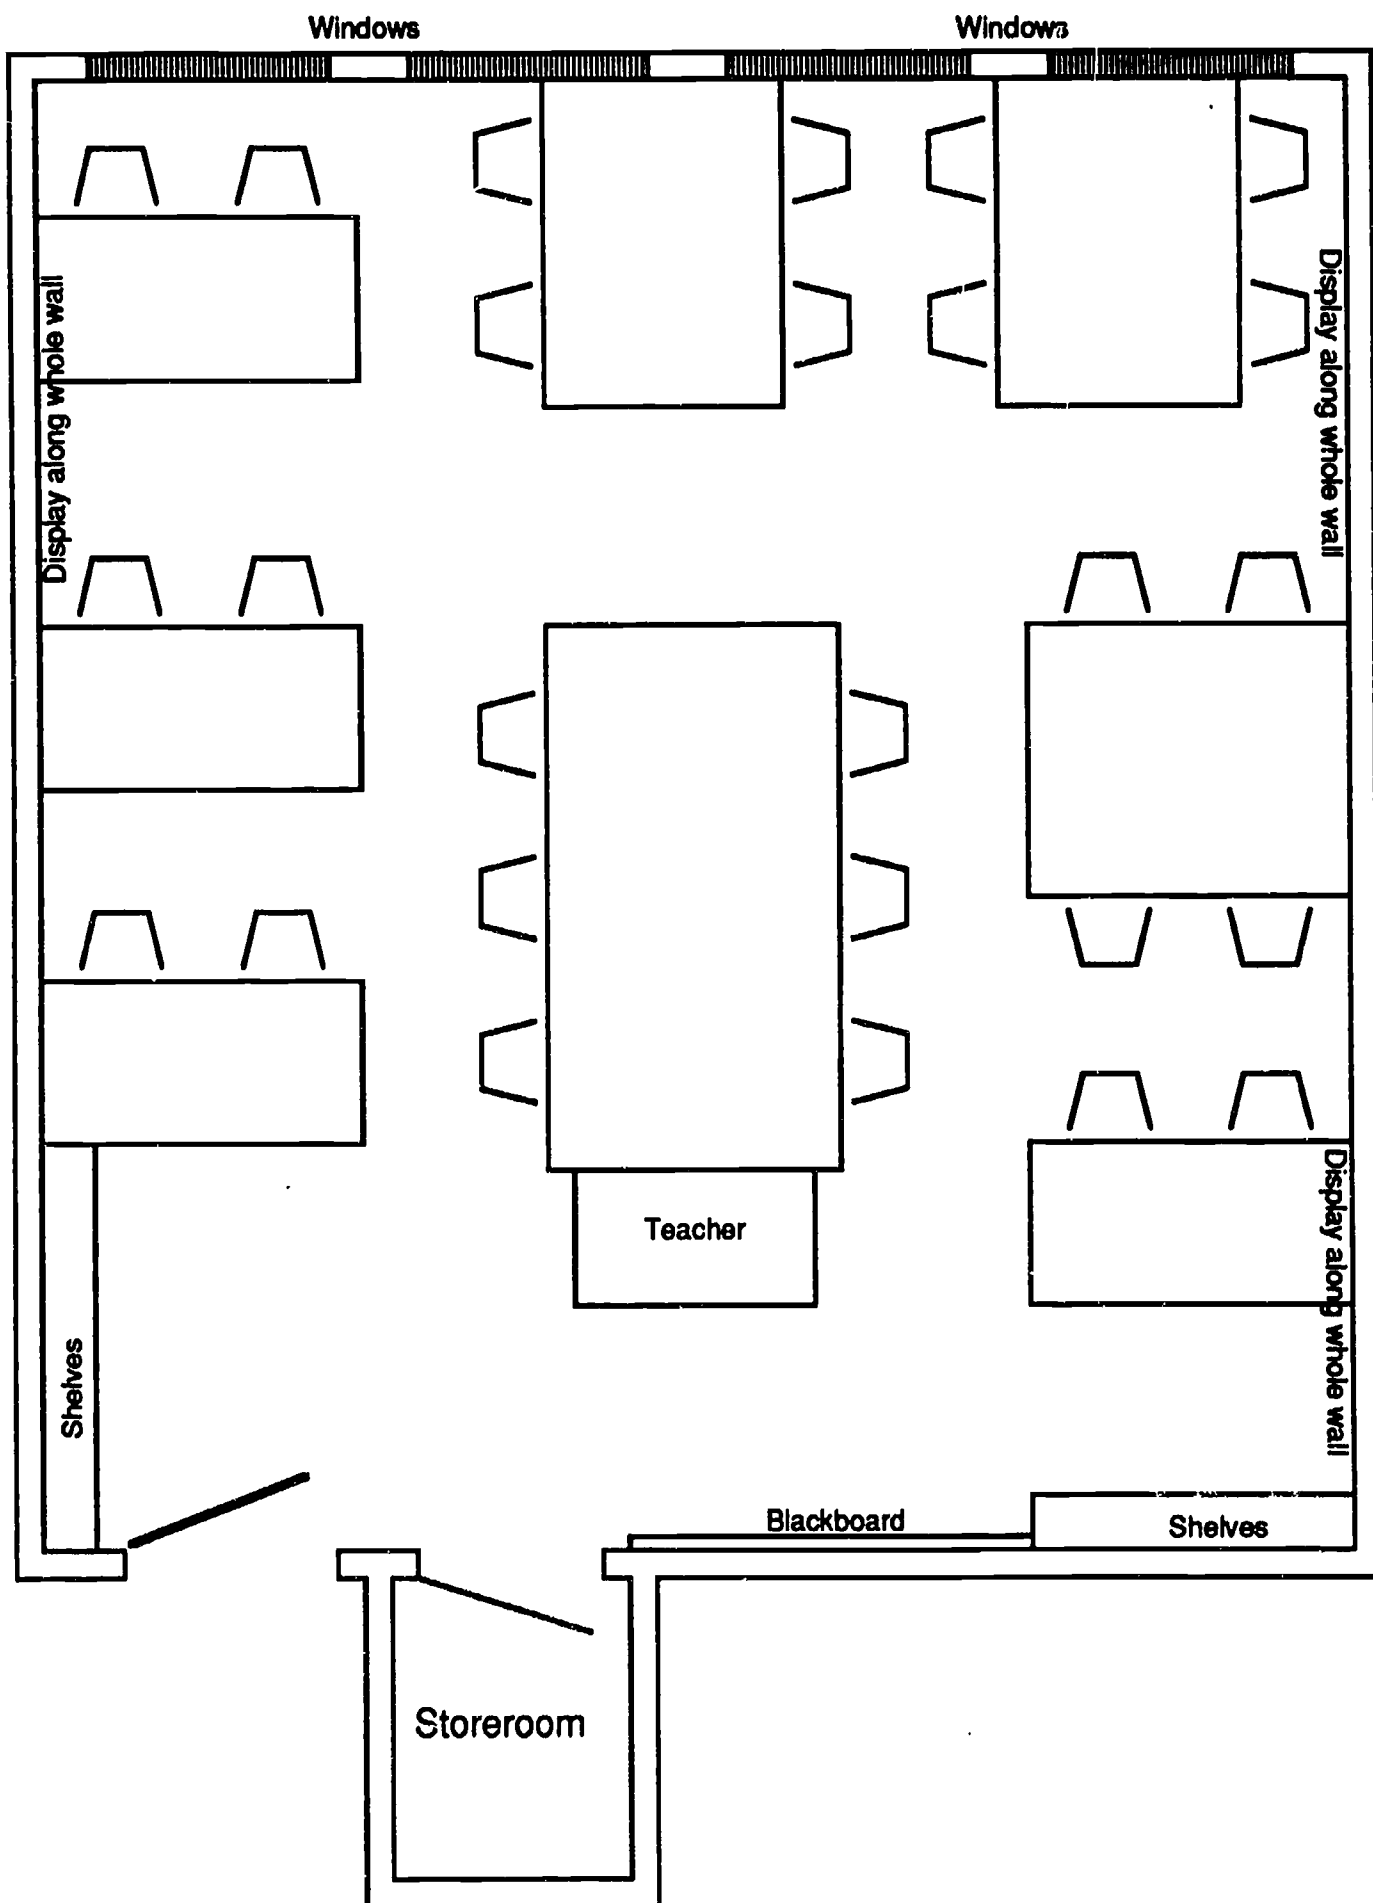 Windows
Windows
Display along whole wall
Display along whole wall
Teacher
Display along whole wall
Shelves
Blackboard
Shelves
Storeroom